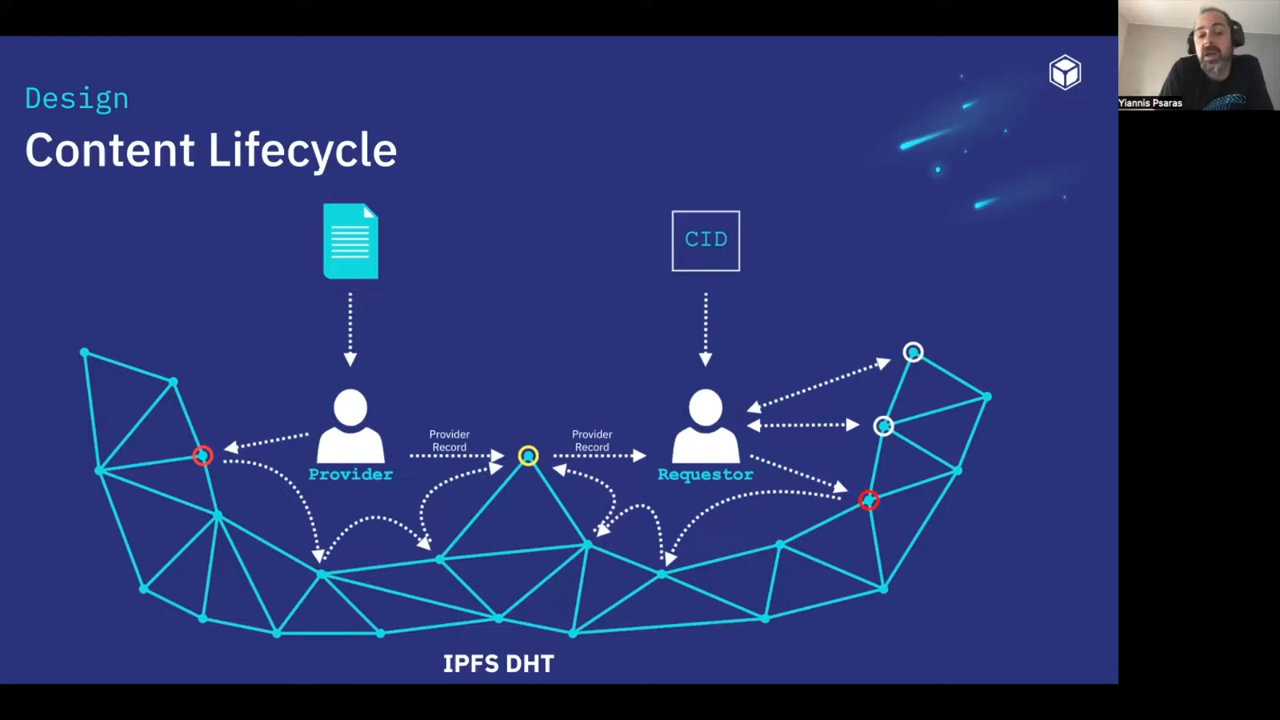 Design
Content Lifecycle
Yiannis Psaras
CID
Provider
Record
Provider
Record
Provider
Requestor
IPFS DHT